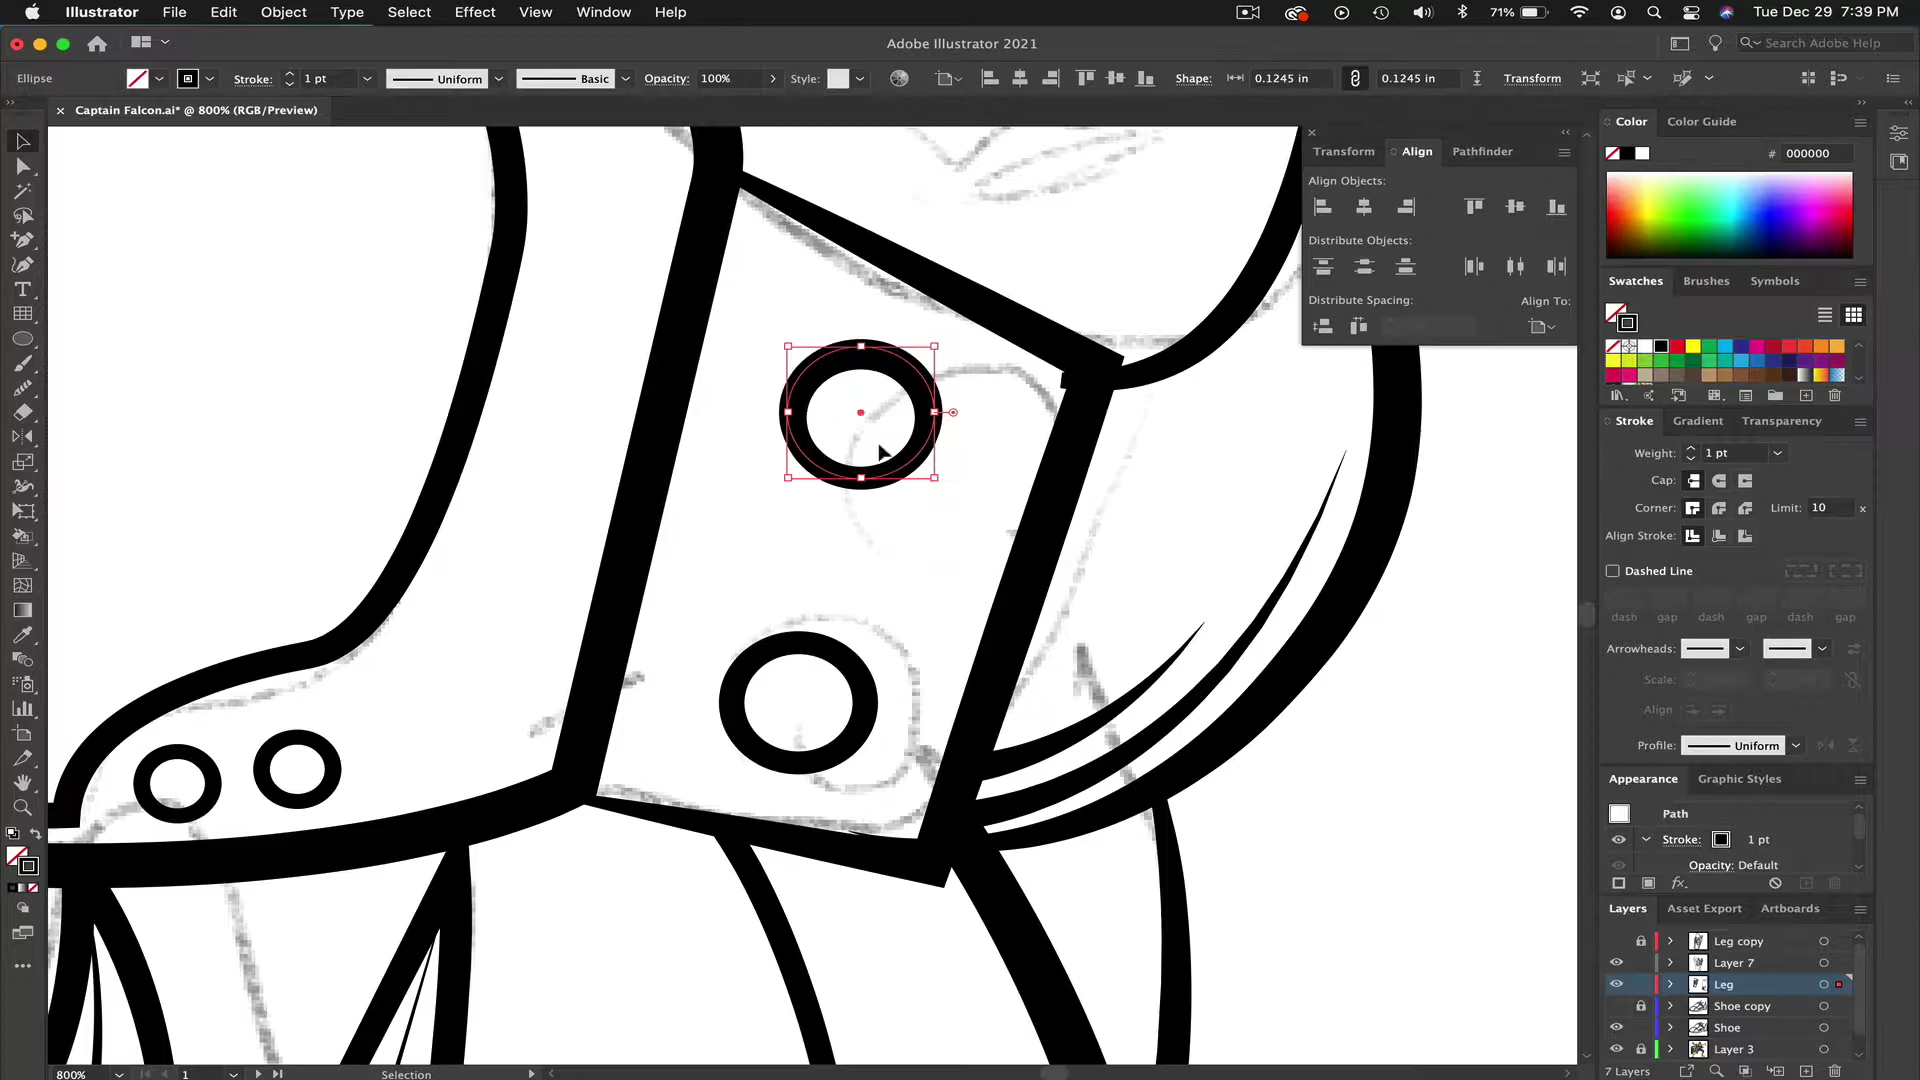 Illustrator File Edit Object Type Select Effect View Window Help 71% Tue Dec 29 7:39 PM
Adobe Illustrator 2021 Search Adobe Help
Ellipse Stroke: 1 pt Uniform Basic Opacity: 100% Style: Shape: 0.1245 in 0.1245 in Transform
Captain Falcon.ai* @ 800% (RGB/Preview)
Transform Align Pathfinder
Align Objects:
Distribute Objects:
Distribute Spacing: Align To:
Color Color Guide
# 000000
Swatches Brushes Symbols
Stroke Gradient Transparency
Weight: 1 pt
Cap:
Corner: Limit: 10 x
Align Stroke:
Dashed Line
dash gap dash gap dash gap
Arrowheads:
Scale:
Align
Profile: Uniform
Appearance Graphic Styles
Path
Stroke: 1 pt
Opacity: Default
fx
Layers Asset Export Artboards
Leg copy
Layer 7
Leg
Shoe copy
Shoe
Layer 3
7 Layers
800% 1 Selection